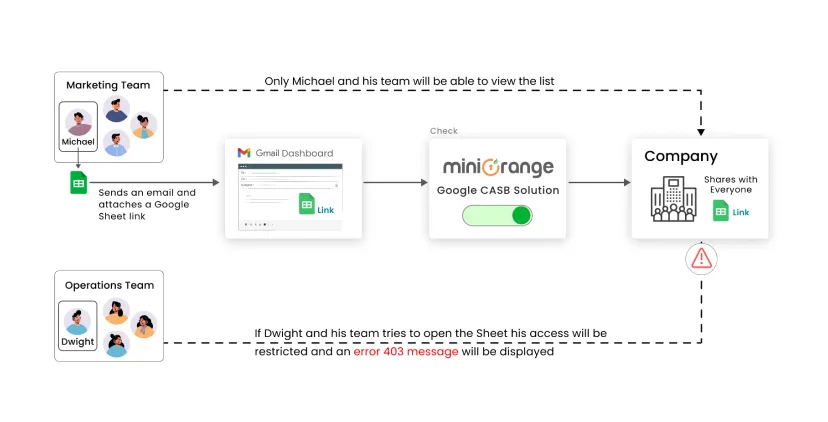 Marketing Team
Only Michael and his team will be able to view the list
Michael
Sends an email and
attaches a Google
Sheet link
Gmail Dashboard
Link
Check
miniOrange
Google CASB Solution
Company
Shares with
Everyone
Link
Operations Team
Dwight
If Dwight and his team tries to open the Sheet his access will be
restricted and an error 403 message will be displayed